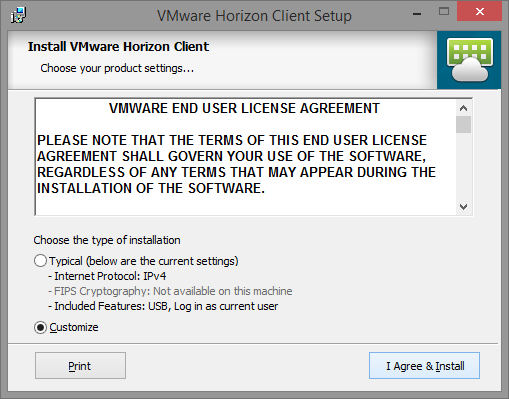 VMware Horizon Client Setup
Install VMware Horizon Client
Choose your product settings...
VMWARE END USER LICENSE AGREEMENT
PLEASE NOTE THAT THE TERMS OF THIS END USER LICENSE
AGREEMENT SHALL GOVERN YOUR USE OF THE SOFTWARE,
REGARDLESS OF ANY TERMS THAT MAY APPEAR DURING THE
INSTALLATION OF THE SOFTWARE.
Choose the type of installation
Typical (below are the current settings)
- Internet Protocol: IPv4
- FIPS Cryptography: Not available on this machine
- Included Features: USB, Log in as current user
Customize
Print
I Agree & Install